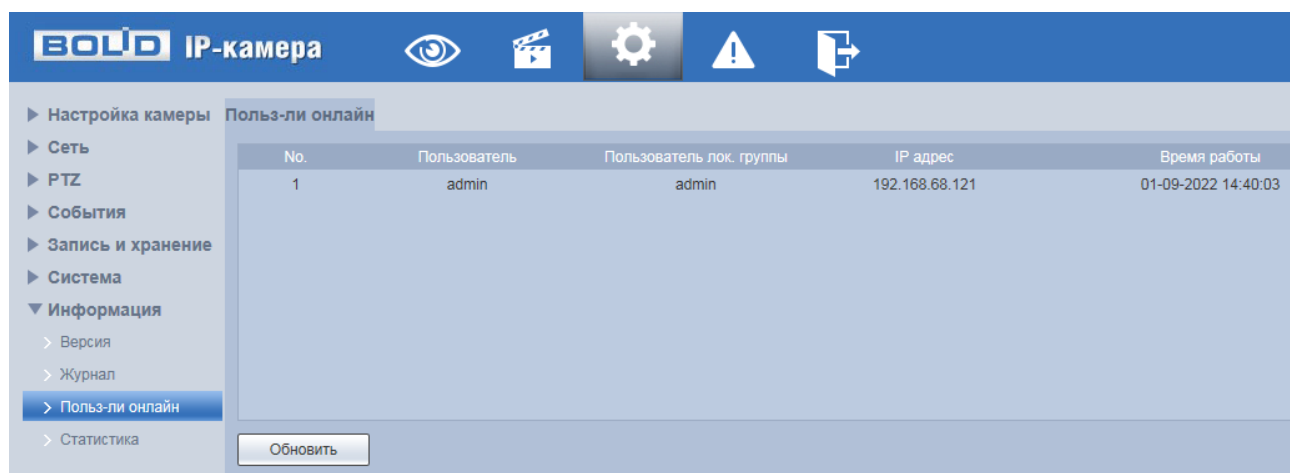 BOLID IP-камера
Настройка камеры
Сеть
PTZ
События
Запись и хранение
Система
Информация
Версия
Журнал
Польз-ли онлайн
Статистика
Польз-ли онлайн
No. Пользователь Пользователь лок. группы IP адрес Время работы
1 admin admin 192.168.68.121 01-09-2022 14:40:03
Обновить